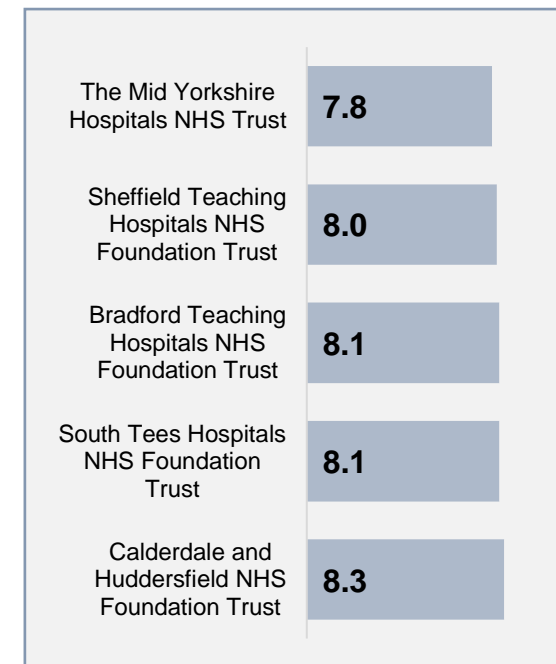 The Mid Yorkshire
Hospitals NHS Trust
7.8
Sheffield Teaching
Hospitals NHS
Foundation Trust
8.0
Bradford Teaching
Hospitals NHS
Foundation Trust
8.1
South Tees Hospitals
NHS Foundation
Trust
8.1
Calderdale and
Huddersfield NHS
Foundation Trust
8.3